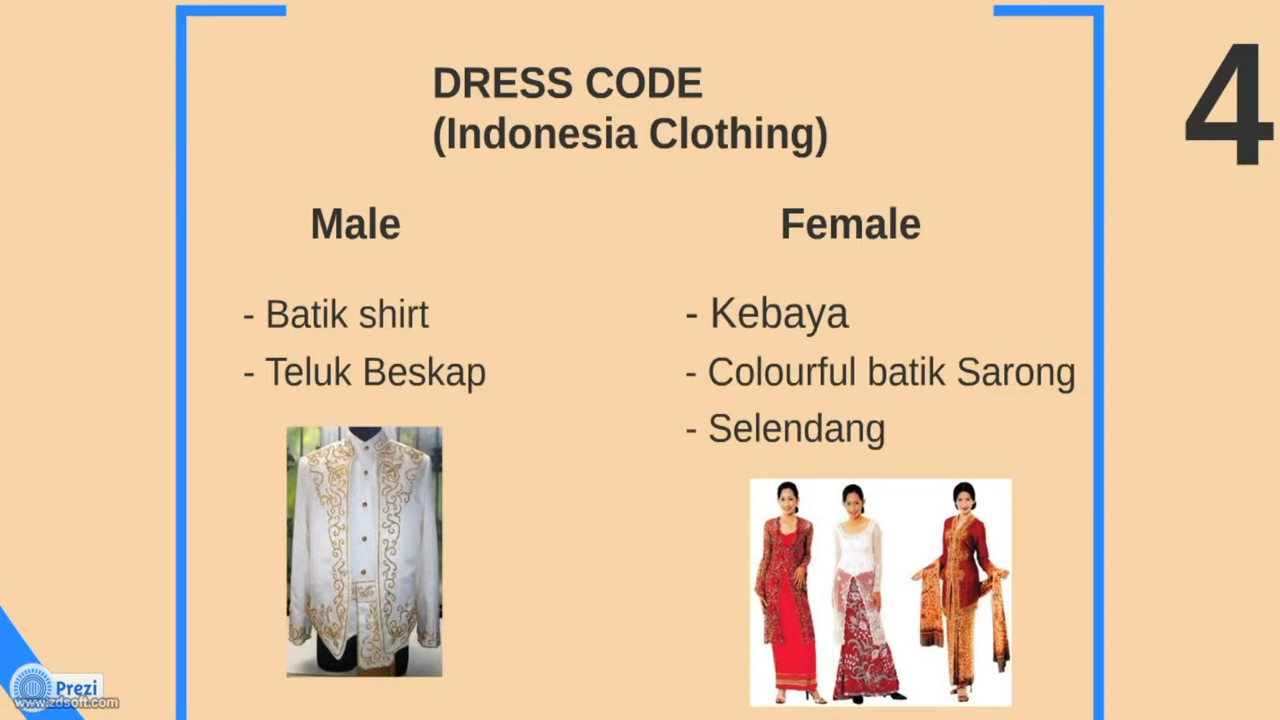 DRESS CODE
(Indonesia Clothing)
4
Male
- Batik shirt
- Teluk Beskap
Female
- Kebaya
- Colourful batik Sarong
- Selendang
Prezi
www.zdsoft.com